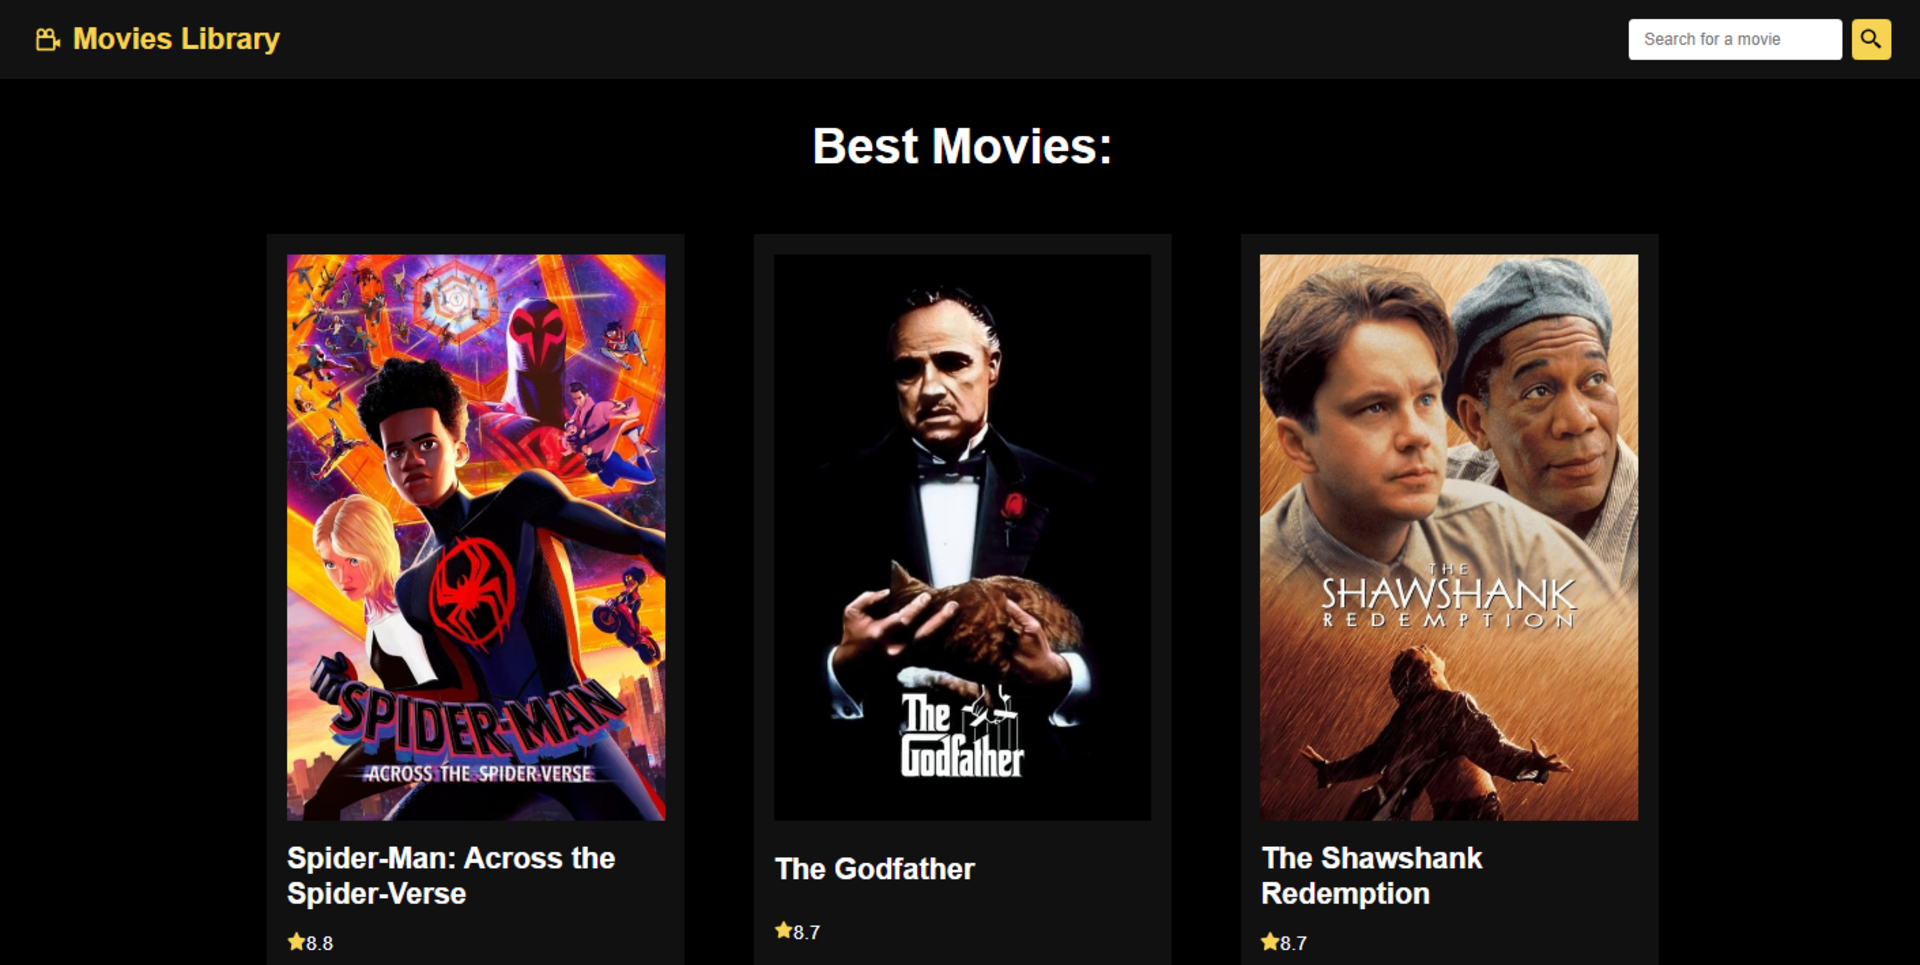 Movies Library
Search for a movie
Best Movies:
SPIDER-MAN
ACROSS THE SPIDER-VERSE
The
Godfather
THE
SHAWSHANK
REDEMPTION
Spider-Man: Across the
Spider-Verse
8.8
The Godfather
8.7
The Shawshank
Redemption
8.7